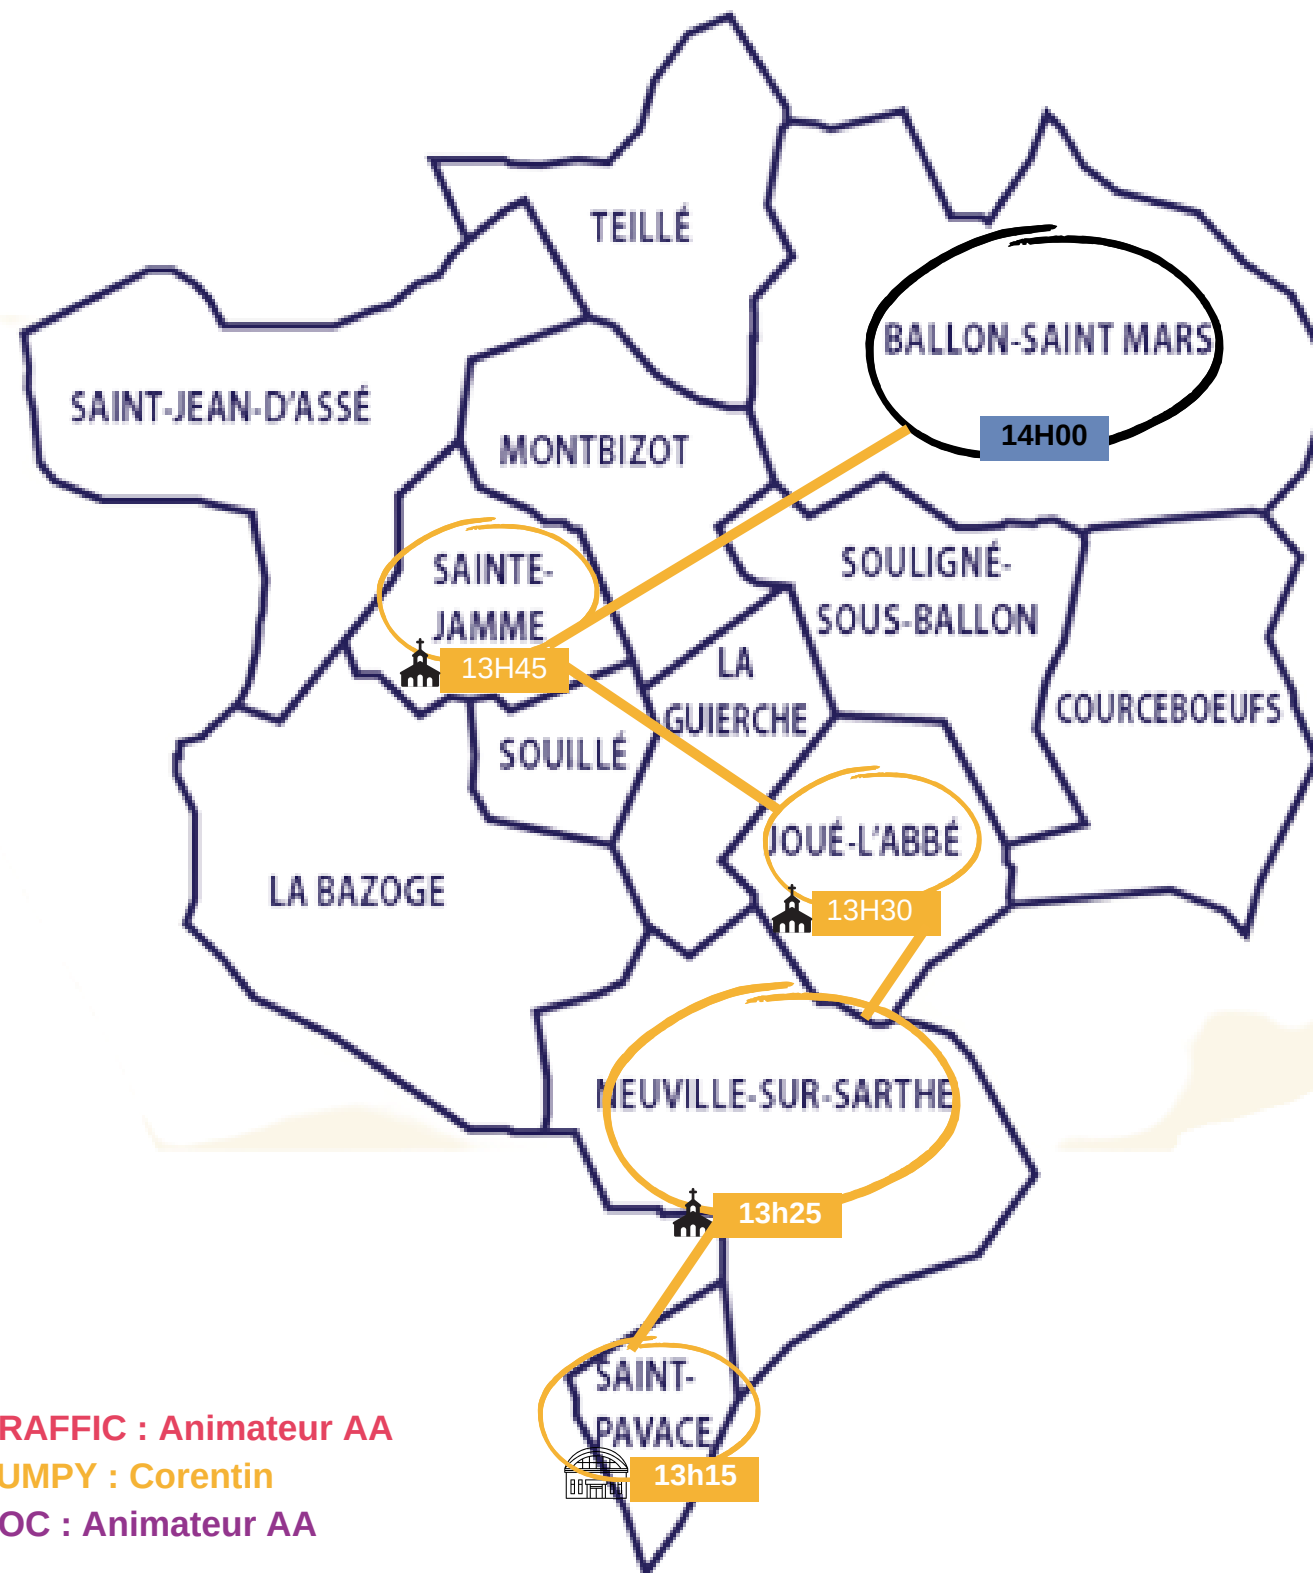 TEILLÉ
BALLON-SAINT MARS
14H00
SAINT-JEAN-D'ASSÉ
MONTBIZOT
SAINTE-
JAMME
13H45
SOULIGNÉ-
SOUS-BALLON
LA
GUIERCHE
COURCEBOEUFS
SOUILLÉ
JOUÉ-L'ABBÉ
13H30
LA BAZOGE
NEUVILLE-SUR-SARTHE
13h25
SAINT-
PAVACE
13h15
RAFFIC : Animateur AA
UMPY : Corentin
OC : Animateur AA